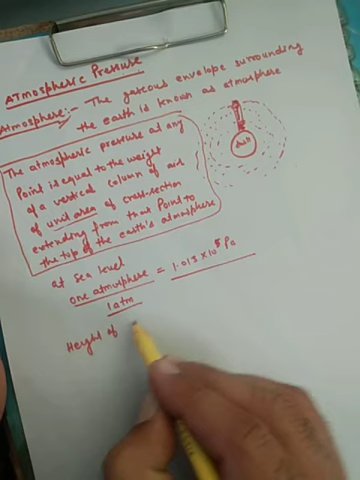 Atmospheric Pressure
Atmosphere:- The gaseous envelope surrounding
the earth is known as atmosphere
The atmospheric pressure at any
Point is equal to the weight
of a vertical column of air
of unit area of cross-section
extending from that Point to
the top of the earth's atmosphere
Earth
at Sea level
one atmosphere = 1.013 × 10⁵ Pa
1 atm
Height of